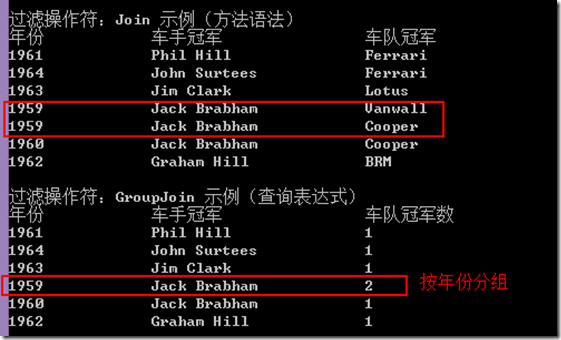 过滤操作符：Join 示例（方法语法）
年份 车手冠军 车队冠军
1961 Phil Hill Ferrari
1964 John Surtees Ferrari
1963 Jim Clark Lotus
1959 Jack Brabham Vanwall
1959 Jack Brabham Cooper
1960 Jack Brabham Cooper
1962 Graham Hill BRM
过滤操作符：GroupJoin 示例（查询表达式）
年份 车手冠军 车队冠军数
1961 Phil Hill 1
1964 John Surtees 1
1963 Jim Clark 1
1959 Jack Brabham 2 按年份分组
1960 Jack Brabham 1
1962 Graham Hill 1